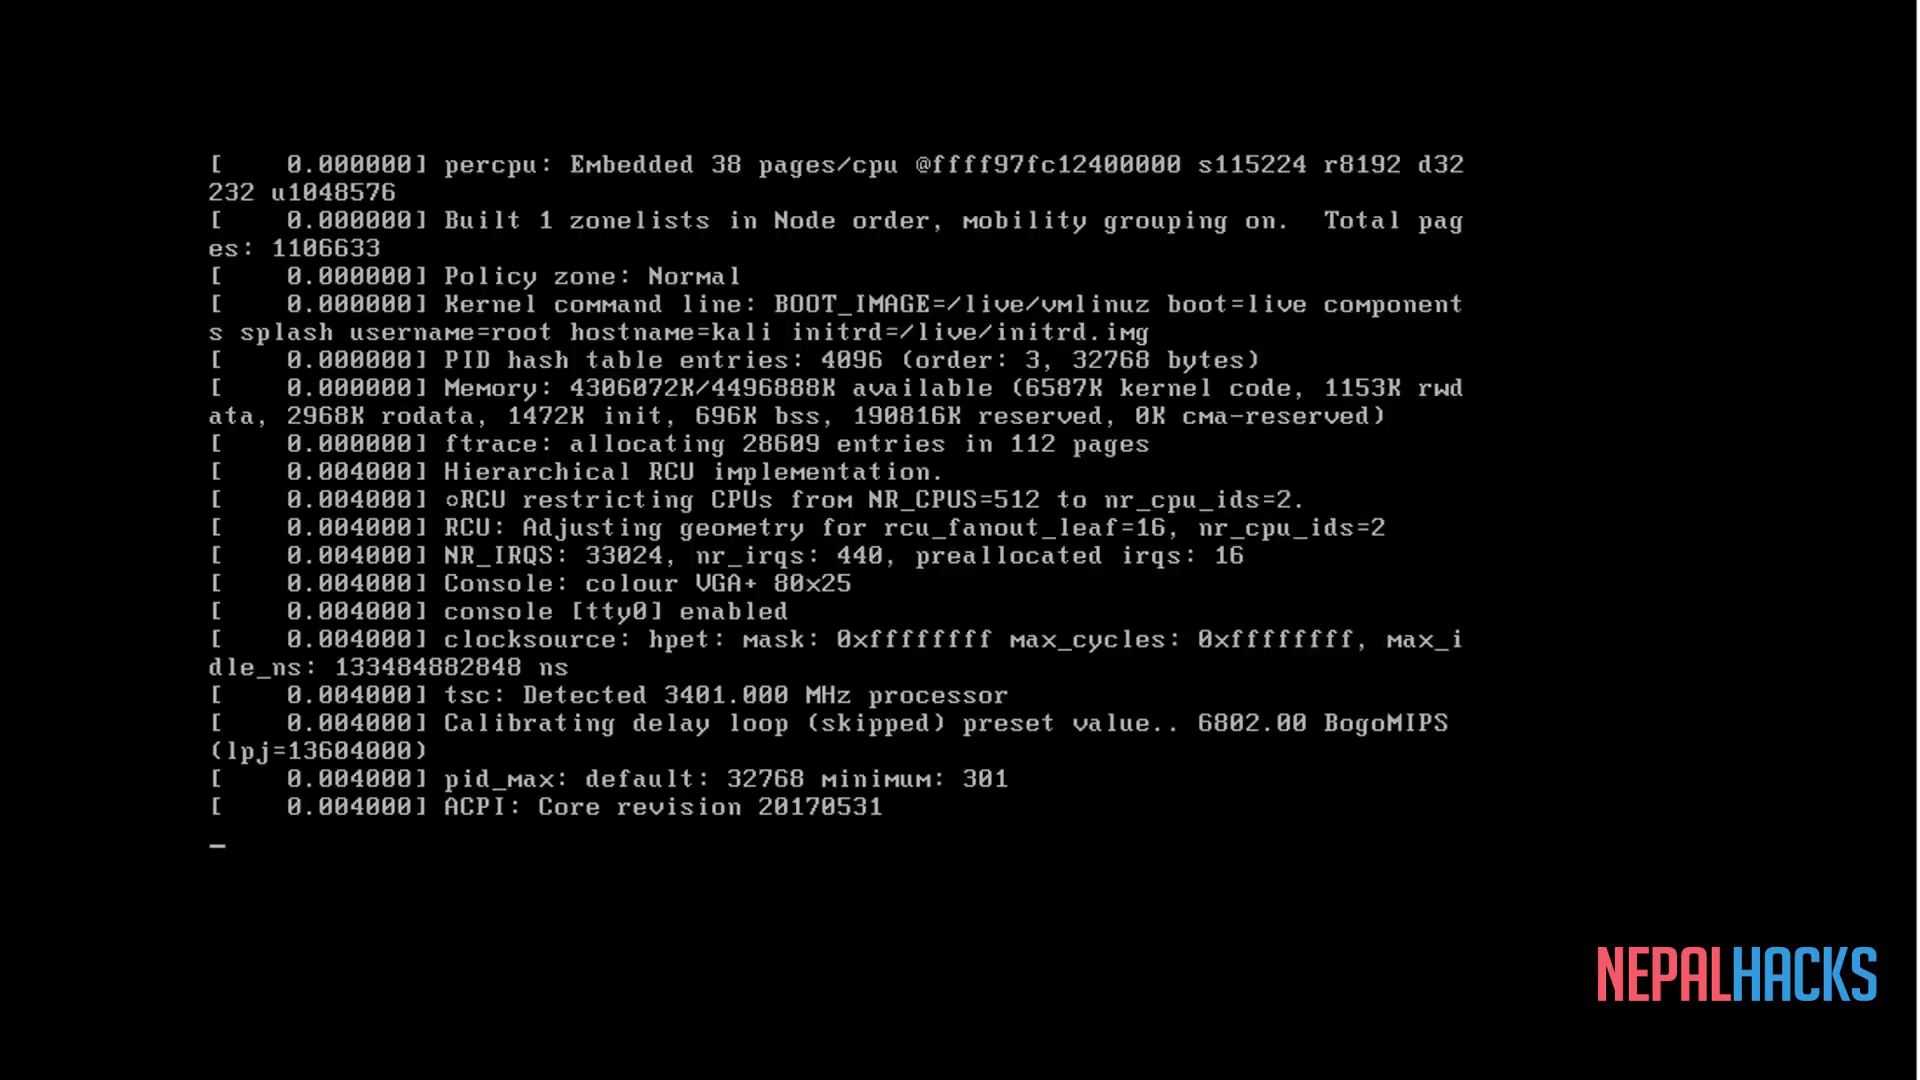 [    0.000000] percpu: Embedded 38 pages/cpu @ffff97fc12400000 s115224 r8192 d32
232 u1048576
[    0.000000] Built 1 zonelists in Node order, mobility grouping on.  Total pag
es: 1106633
[    0.000000] Policy zone: Normal
[    0.000000] Kernel command line: BOOT_IMAGE=/live/vmlinuz boot=live component
s splash username=root hostname=kali initrd=/live/initrd.img
[    0.000000] PID hash table entries: 4096 (order: 3, 32768 bytes)
[    0.000000] Memory: 4306072K/4496888K available (6587K kernel code, 1153K rwd
ata, 2968K rodata, 1472K init, 696K bss, 190816K reserved, 0K cma-reserved)
[    0.000000] ftrace: allocating 28609 entries in 112 pages
[    0.004000] Hierarchical RCU implementation.
[    0.004000] oRCU restricting CPUs from NR_CPUS=512 to nr_cpu_ids=2.
[    0.004000] RCU: Adjusting geometry for rcu_fanout_leaf=16, nr_cpu_ids=2
[    0.004000] NR_IRQS: 33024, nr_irqs: 440, preallocated irqs: 16
[    0.004000] Console: colour VGA+ 80x25
[    0.004000] console [tty0] enabled
[    0.004000] clocksource: hpet: mask: 0xffffffff max_cycles: 0xffffffff, max_i
dle_ns: 133484882848 ns
[    0.004000] tsc: Detected 3401.000 MHz processor
[    0.004000] Calibrating delay loop (skipped) preset value.. 6802.00 BogoMIPS
(lpj=13604000)
[    0.004000] pid_max: default: 32768 minimum: 301
[    0.004000] ACPI: Core revision 20170531
_
NEPALHACKS